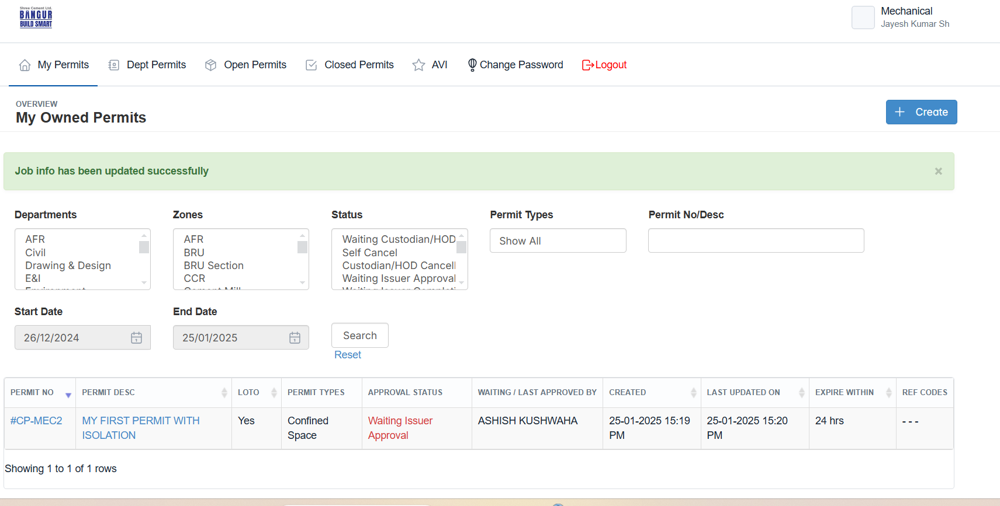 Shree Cement Ltd.
BANGUR
BUILD SMART
Mechanical
Jayesh Kumar Sh
My Permits
Dept Permits
Open Permits
Closed Permits
AVI
Change Password
Logout
OVERVIEW
My Owned Permits
Create
Job info has been updated successfully
×
Departments
Zones
Status
Permit Types
Permit No/Desc
AFR
Civil
Drawing & Design
E&I
Environment
AFR
BRU
BRU Section
CCR
Cement Mill
Waiting Custodian/HOD
Self Cancel
Custodian/HOD Cancell
Waiting Issuer Approval
Waiting Issuer Completi
Show All
Start Date
End Date
26/12/2024
25/01/2025
Search
Reset
PERMIT NO
PERMIT DESC
LOTO
PERMIT TYPES
APPROVAL STATUS
WAITING / LAST APPROVED BY
CREATED
LAST UPDATED ON
EXPIRE WITHIN
REF CODES
#CP-MEC2
MY FIRST PERMIT WITH
ISOLATION
Yes
Confined
Space
Waiting Issuer
Approval
ASHISH KUSHWAHA
25-01-2025 15:19
PM
25-01-2025 15:20
PM
24 hrs
- - -
Showing 1 to 1 of 1 rows